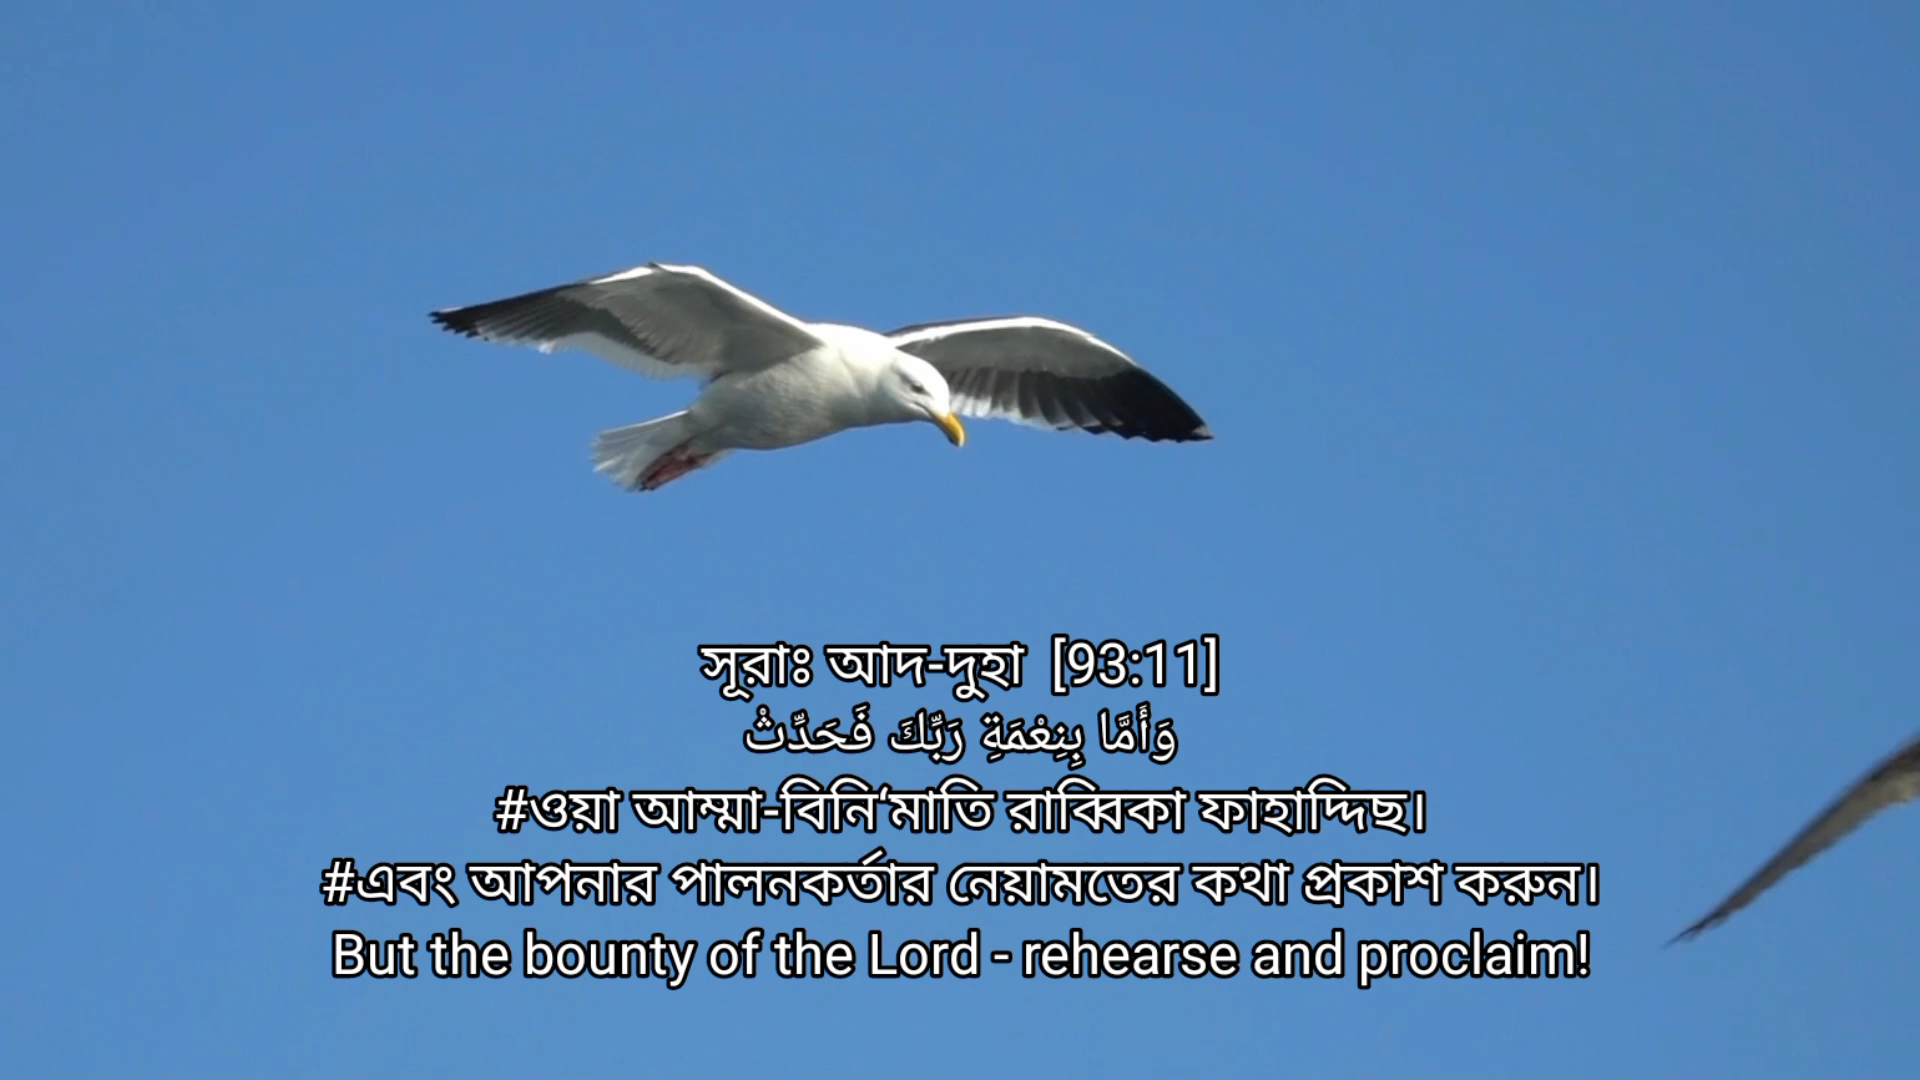 সূরাঃ আদ-দুহা [93:11]
وَأَمَّا بِنِعْمَةِ رَبِّكَ فَحَدِّثْ
#ওয়া আম্মা-বিনি‘মাতি রাব্বিকা ফাহাদ্দিছ।
#এবং আপনার পালনকর্তার নেয়ামতের কথা প্রকাশ করুন।
But the bounty of the Lord - rehearse and proclaim!